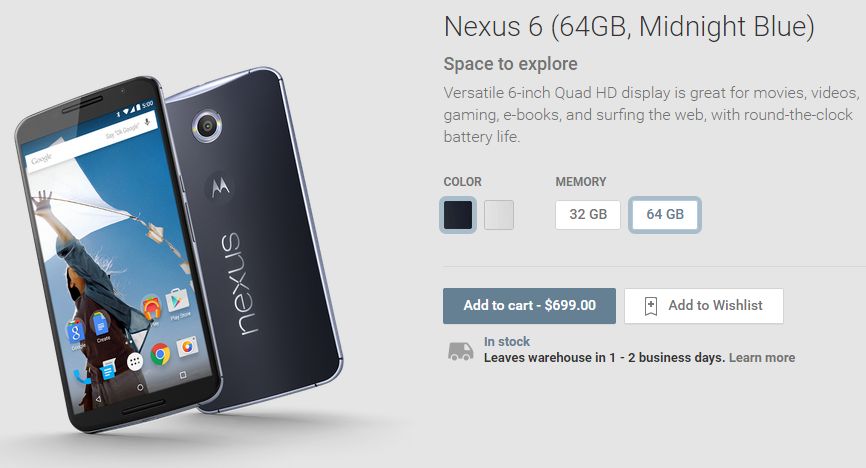 Nexus 6 (64GB, Midnight Blue)
Space to explore
Versatile 6-inch Quad HD display is great for movies, videos,
gaming, e-books, and surfing the web, with round-the-clock
battery life.
COLOR
MEMORY
32 GB
64 GB
Add to cart - $699.00
Add to Wishlist
In stock
Leaves warehouse in 1 - 2 business days. Learn more
5:00
Google
Say "Ok Google"
Google
Create
Play Store
nexus